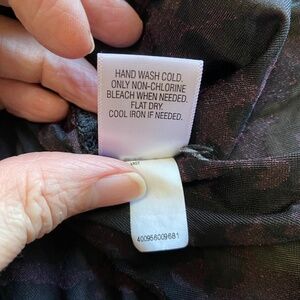 HAND WASH COLD.
ONLY NON-CHLORINE
BLEACH WHEN NEEDED.
FLAT DRY.
COOL IRON IF NEEDED.
400956009681